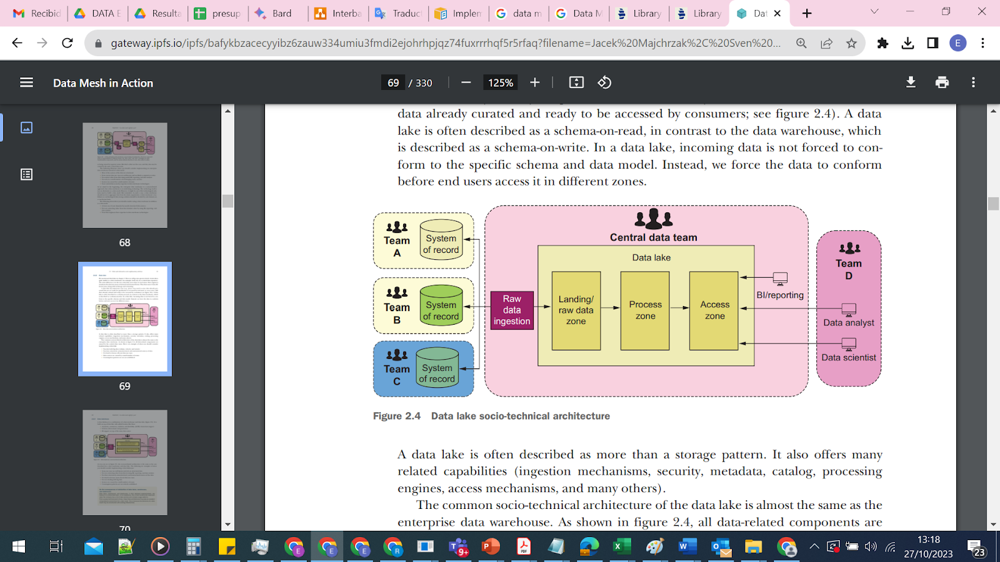 Recibid
DATA E
Resulta
presup
Bard
Interba
Traduc
Implem
data m
Data M
Library
Library
Dat
gateway.ipfs.io/ipfs/bafykbzacecyyibz6zauw334umiu3fmdi2ejohrhpjqz74fuxrrrhqf5r5rfaq?filename=Jacek%20Majchrzak%2C%20Sven%20...
E
Data Mesh in Action
69 / 330
125%
68
69
70
data already curated and ready to be accessed by consumers; see figure 2.4). A data
lake is often described as a schema-on-read, in contrast to the data warehouse, which
is described as a schema-on-write. In a data lake, incoming data is not forced to con-
form to the specific schema and data model. Instead, we force the data to conform
before end users access it in different zones.
Team
A
System
of record
Team
B
System
of record
Team
C
System
of record
Central data team
Data lake
Raw
data
ingestion
Landing/
raw data
zone
Process
zone
Access
zone
BI/reporting
Team
D
Data analyst
Data scientist
Figure 2.4 Data lake socio-technical architecture
A data lake is often described as more than a storage pattern. It also offers many
related capabilities (ingestion mechanisms, security, metadata, catalog, processing
engines, access mechanisms, and many others).
The common socio-technical architecture of the data lake is almost the same as the
enterprise data warehouse. As shown in figure 2.4, all data-related components are
9+
13:18
27/10/2023
23